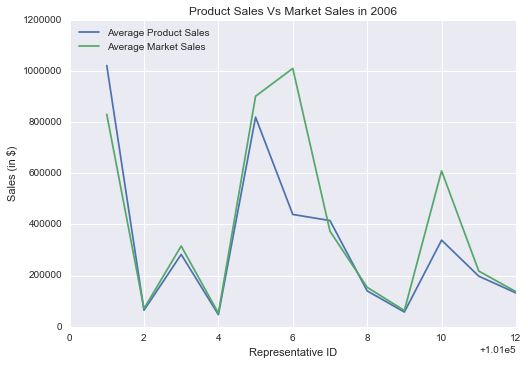 Product Sales Vs Market Sales in 2006
1200000
Average Product Sales
Average Market Sales
1000000
800000
600000
400000
200000
0
Sales (in $)
0 2 4 6 8 10 12
Representative ID
+1.01e5